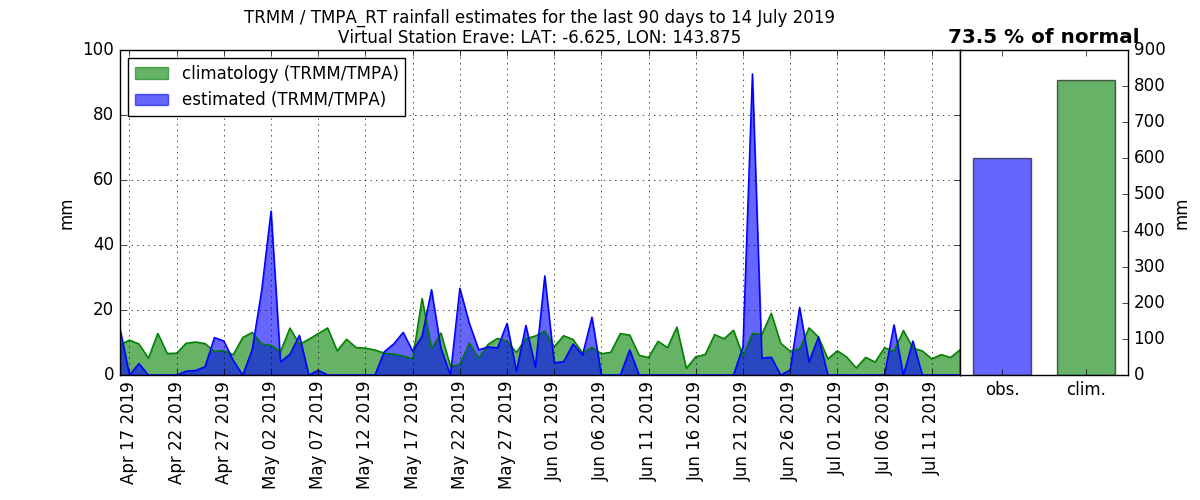 TRMM / TMPA_RT rainfall estimates for the last 90 days to 14 July 2019
Virtual Station Erave: LAT: -6.625, LON: 143.875
73.5 % of normal
climatology (TRMM/TMPA)
estimated (TRMM/TMPA)
mm
100
80
60
40
20
0
Apr 17 2019
Apr 22 2019
Apr 27 2019
May 02 2019
May 07 2019
May 12 2019
May 17 2019
May 22 2019
May 27 2019
Jun 01 2019
Jun 06 2019
Jun 11 2019
Jun 16 2019
Jun 21 2019
Jun 26 2019
Jul 01 2019
Jul 06 2019
Jul 11 2019
obs.
clim.
900
800
700
600
500
400
300
200
100
0
mm